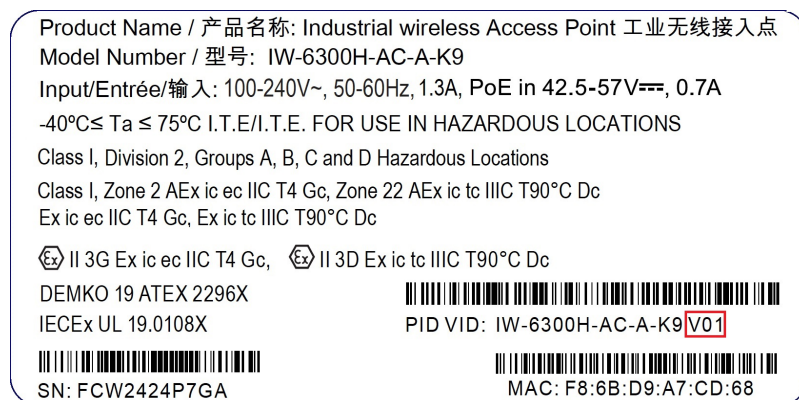 Product Name / 产品名称: Industrial wireless Access Point 工业无线接入点
Model Number / 型号: IW-6300H-AC-A-K9
Input/Entrée/输入: 100-240V~, 50-60Hz, 1.3A, PoE in 42.5-57V⎓, 0.7A
-40ºC≤ Ta ≤ 75ºC I.T.E/I.T.E. FOR USE IN HAZARDOUS LOCATIONS
Class I, Division 2, Groups A, B, C and D Hazardous Locations
Class I, Zone 2 AEx ic ec IIC T4 Gc, Zone 22 AEx ic tc IIIC T90°C Dc
Ex ic ec IIC T4 Gc, Ex ic tc IIIC T90°C Dc
Ex II 3G Ex ic ec IIC T4 Gc, Ex II 3D Ex ic tc IIIC T90°C Dc
DEMKO 19 ATEX 2296X
IECEx UL 19.0108X
PID VID: IW-6300H-AC-A-K9 V01
SN: FCW2424P7GA
MAC: F8:6B:D9:A7:CD:68